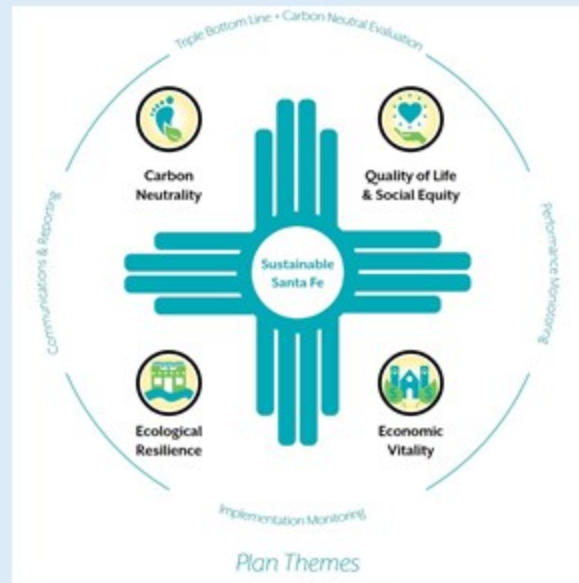 Triple Bottom Line • Carbon Neutral Evaluation
Carbon
Neutrality
Quality of Life
& Social Equity
Communications & Reporting
Sustainable
Santa Fe
Performance Monitoring
Ecological
Resilience
Economic
Vitality
Implementation Monitoring
Plan Themes